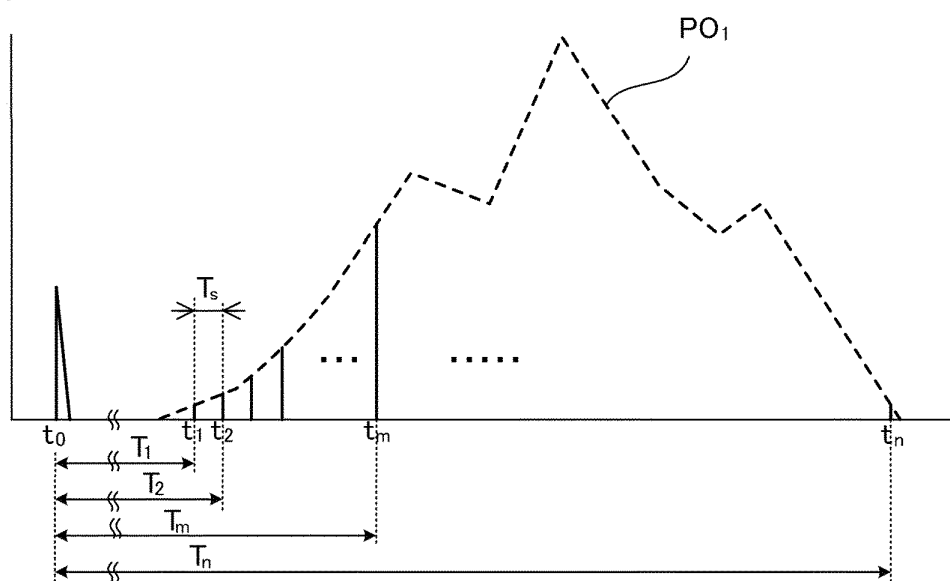 PO₁
Tₛ
t₀ t₁ t₂ tₘ tₙ
T₁
T₂
Tₘ
Tₙ